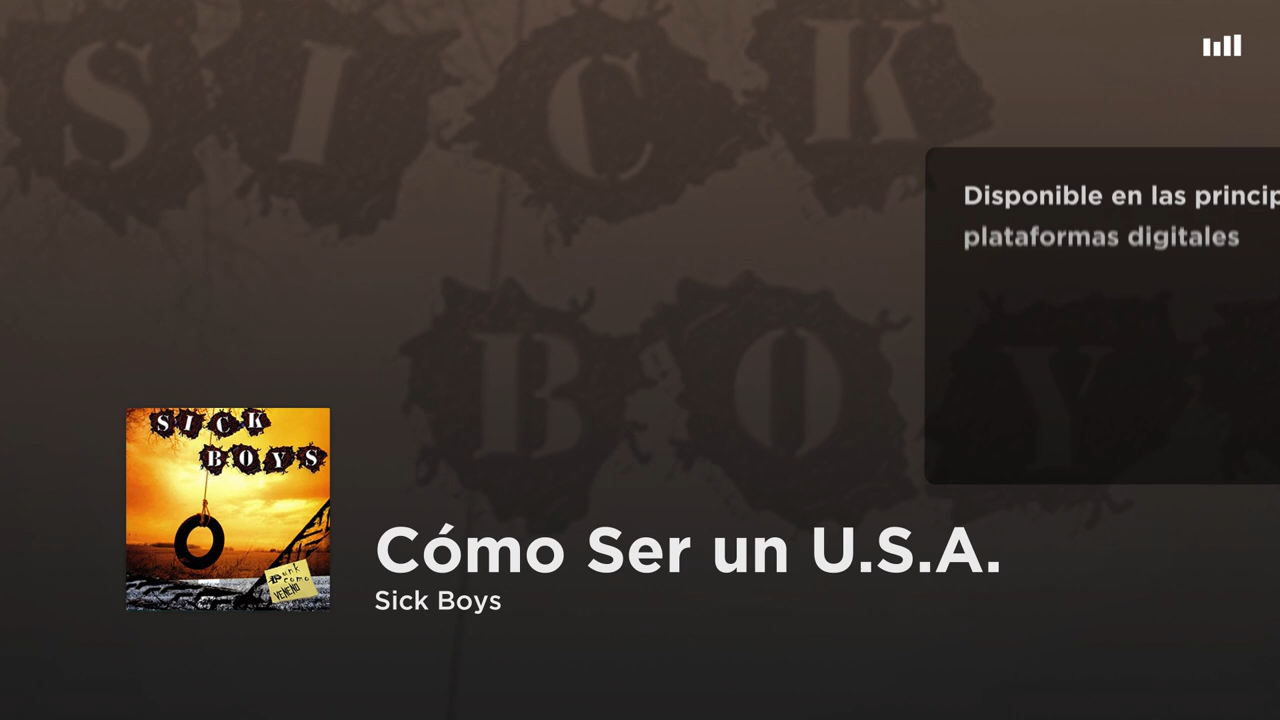 SICK
BOY
Disponible en las princip
plataformas digitales
SICK
BOYS
Punk
como
VENENO
Cómo Ser un U.S.A.
Sick Boys